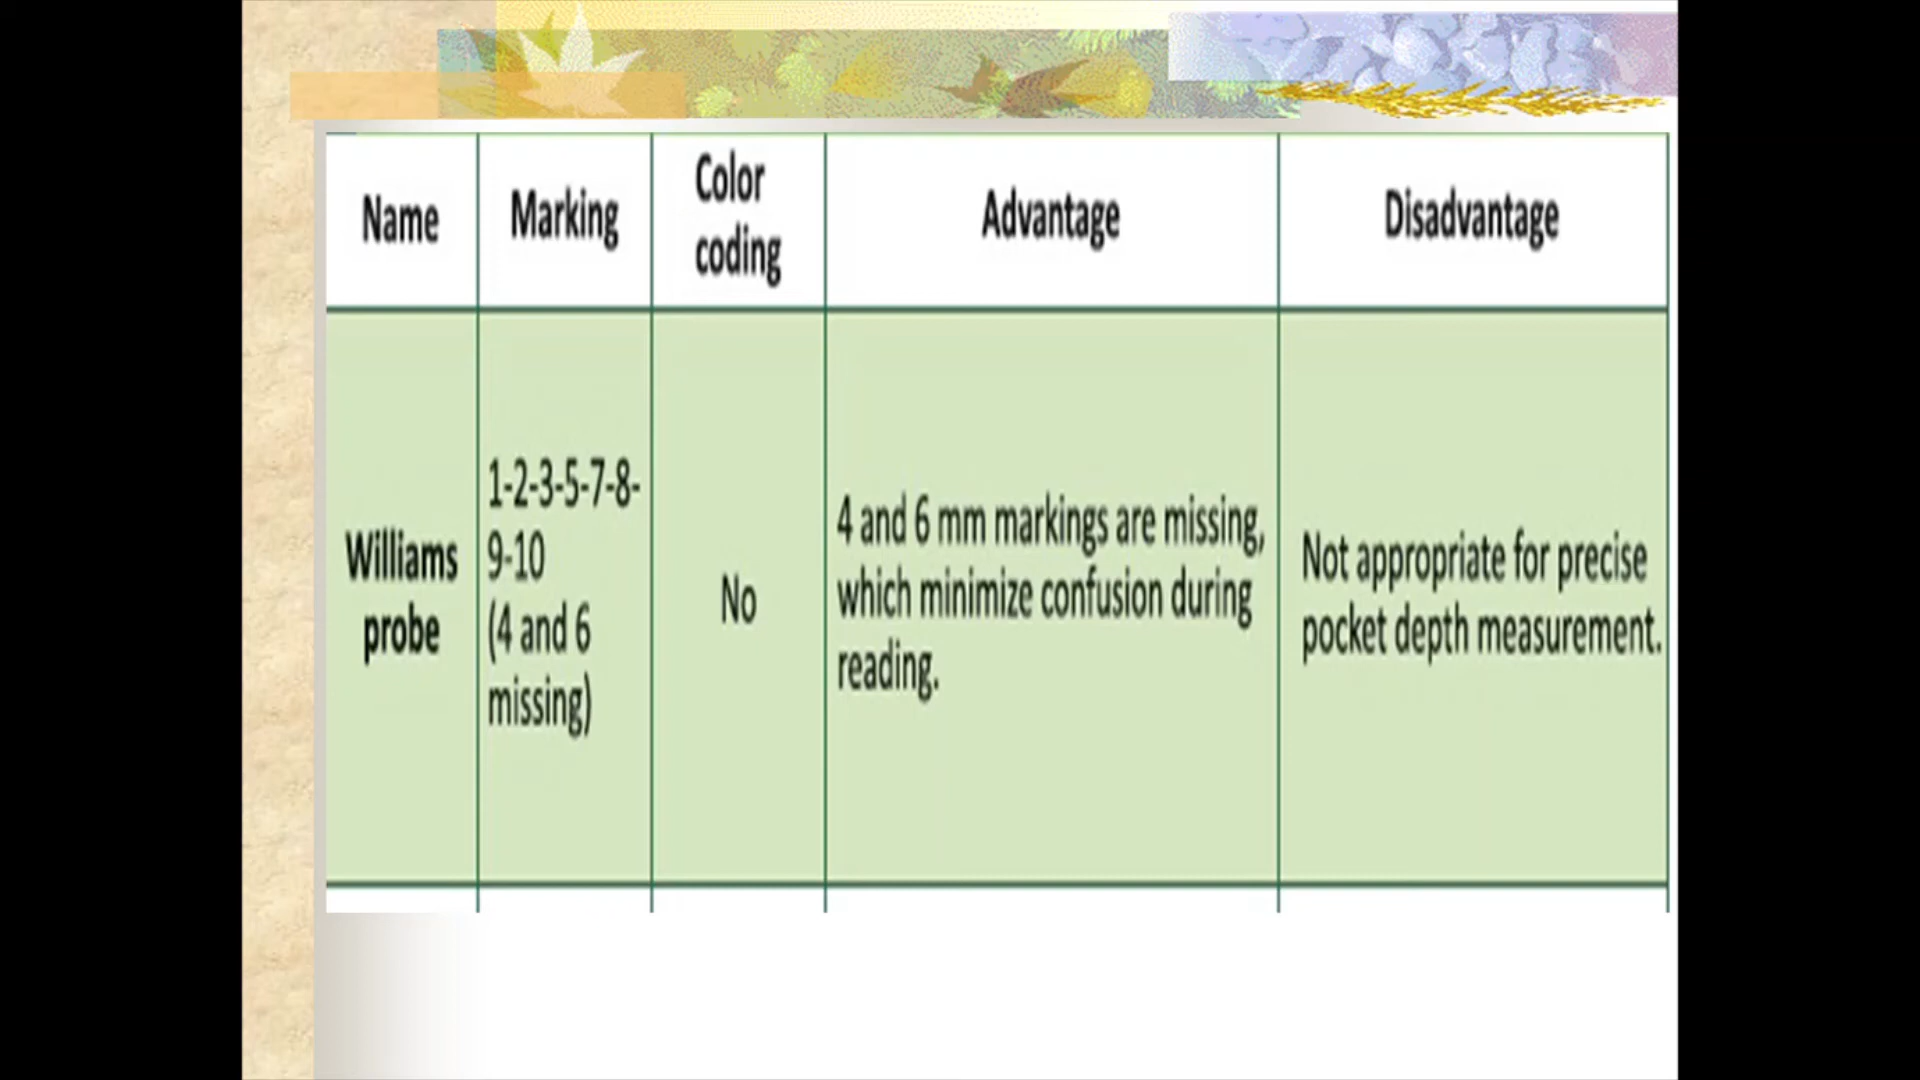 Name
Marking
Color
coding
Advantage
Disadvantage
Williams
probe
1-2-3-5-7-8-
9-10
(4 and 6
missing)
No
4 and 6 mm markings are missing,
which minimize confusion during
reading.
Not appropriate for precise
pocket depth measurement.